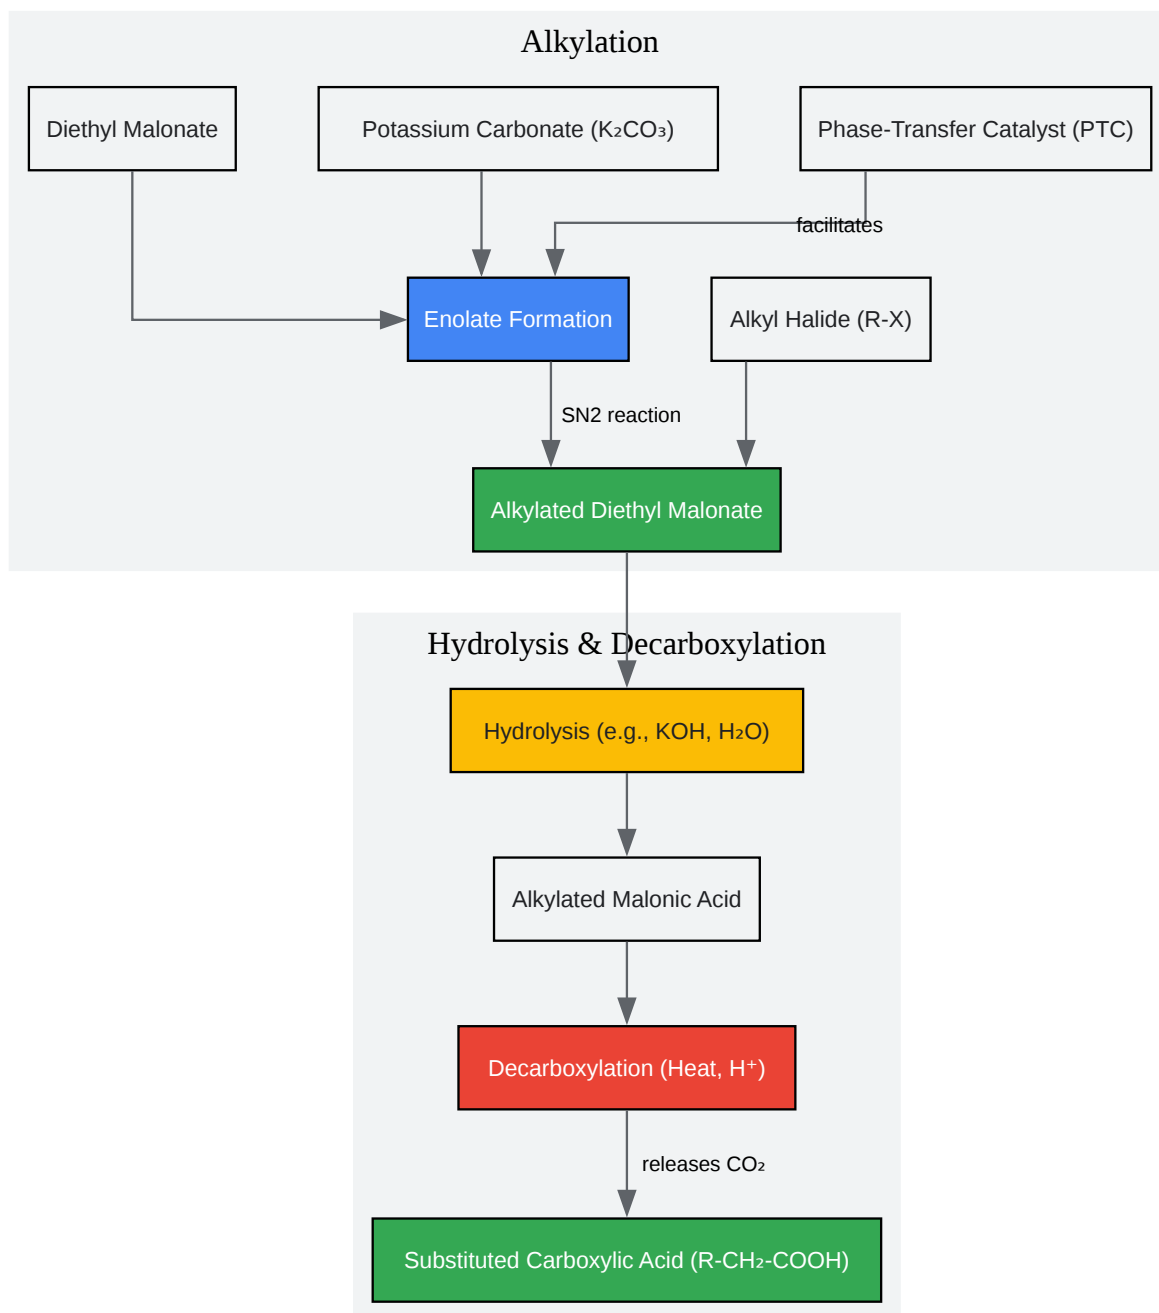 Alkylation
Diethyl Malonate
Potassium Carbonate (K₂CO₃)
Phase-Transfer Catalyst (PTC)
facilitates
Enolate Formation
Alkyl Halide (R-X)
SN2 reaction
Alkylated Diethyl Malonate
Hydrolysis & Decarboxylation
Hydrolysis (e.g., KOH, H₂O)
Alkylated Malonic Acid
Decarboxylation (Heat, H⁺)
releases CO₂
Substituted Carboxylic Acid (R-CH₂-COOH)